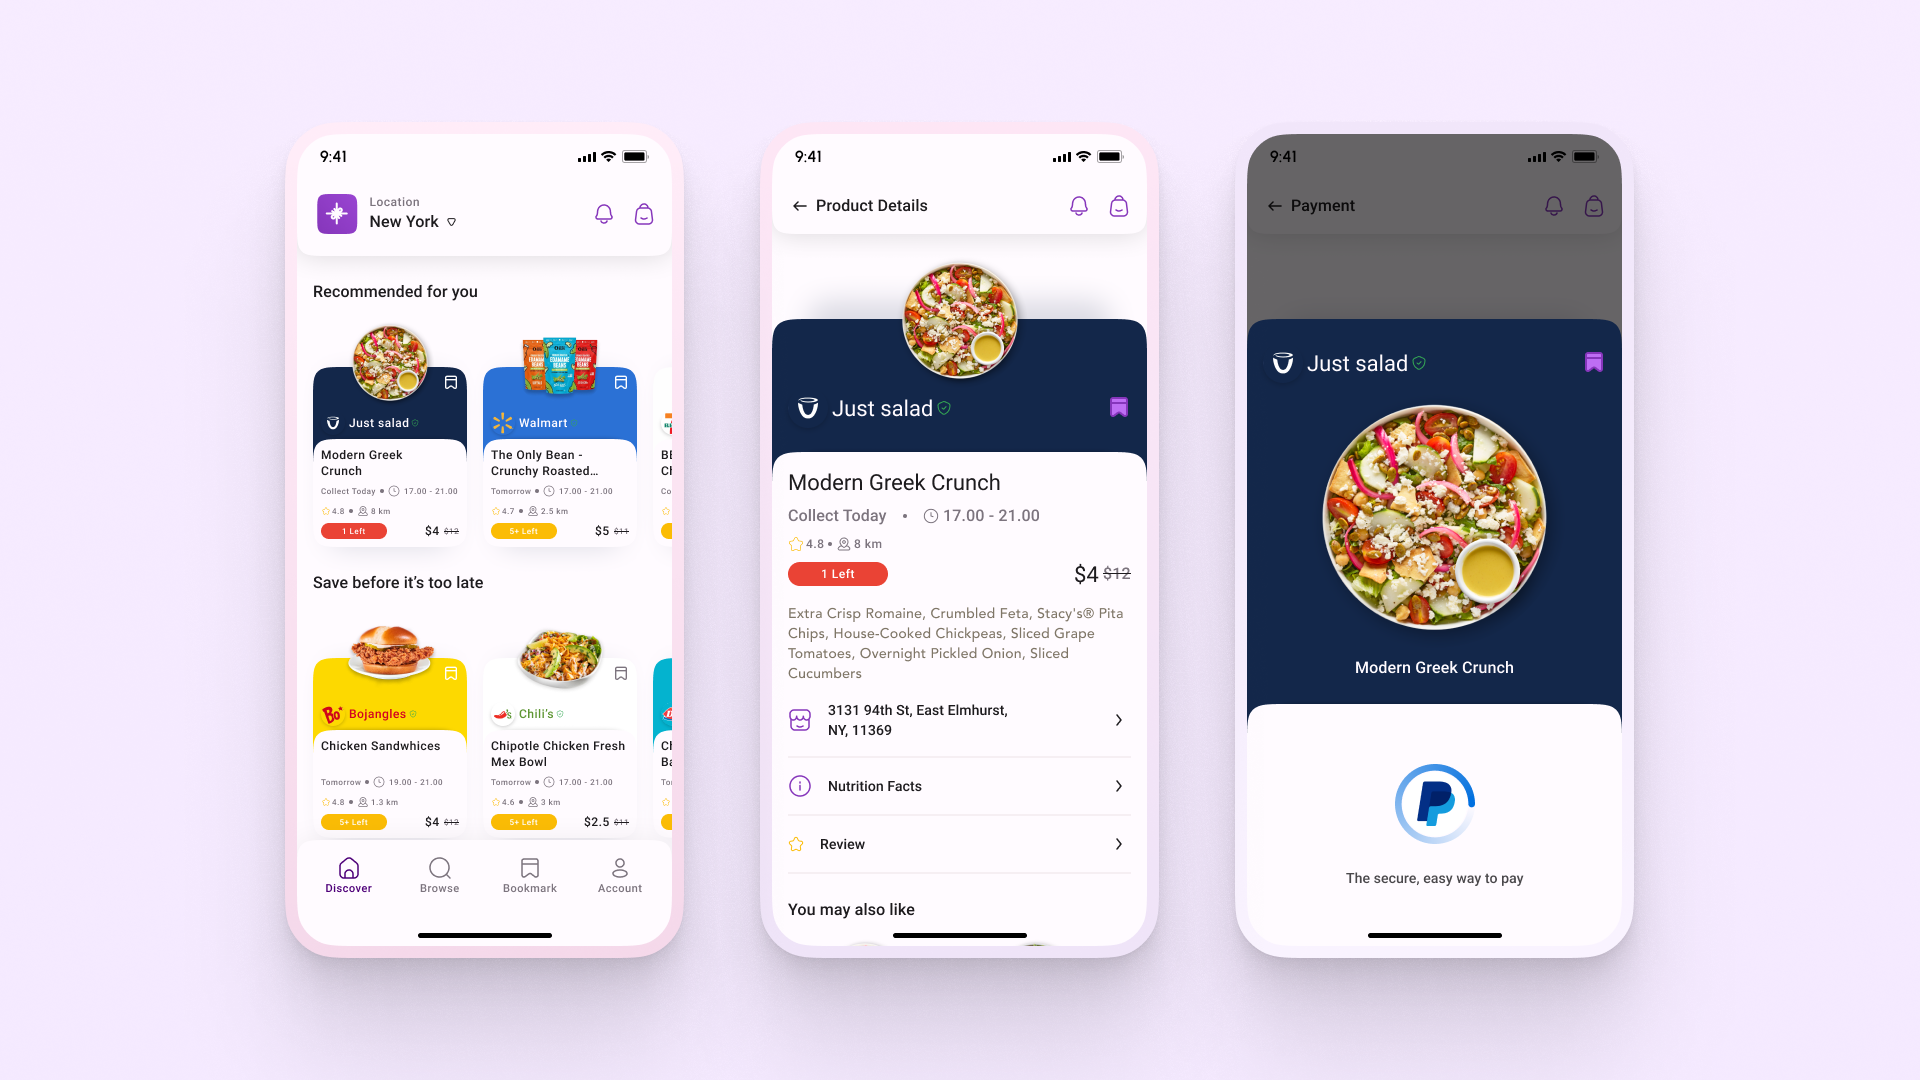 9:41
Location
New York
Recommended for you
Just salad
Modern Greek
Crunch
Collect Today • 17.00 - 21.00
4.8 • 8 km
1 Left
$4 $12
Walmart
EDAMAME
BEANS
The Only Bean -
Crunchy Roasted...
Tomorrow • 17.00 - 21.00
4.7 • 2.5 km
5+ Left
$5 $11
Save before it's too late
Bo
Bojangles
Chicken Sandwhices
Tomorrow • 19.00 - 21.00
4.8 • 1.3 km
5+ Left
$4 $12
Chili's
Chipotle Chicken Fresh
Mex Bowl
Tomorrow • 17.00 - 21.00
4.6 • 3 km
5+ Left
$2.5 $11
Discover
Browse
Bookmark
Account
9:41
Product Details
Just salad
Modern Greek Crunch
Collect Today • 17.00 - 21.00
4.8 • 8 km
1 Left
$4 $12
Extra Crisp Romaine, Crumbled Feta, Stacy's® Pita
Chips, House-Cooked Chickpeas, Sliced Grape
Tomatoes, Overnight Pickled Onion, Sliced
Cucumbers
3131 94th St, East Elmhurst,
NY, 11369
Nutrition Facts
Review
You may also like
9:41
Payment
Just salad
Modern Greek Crunch
The secure, easy way to pay